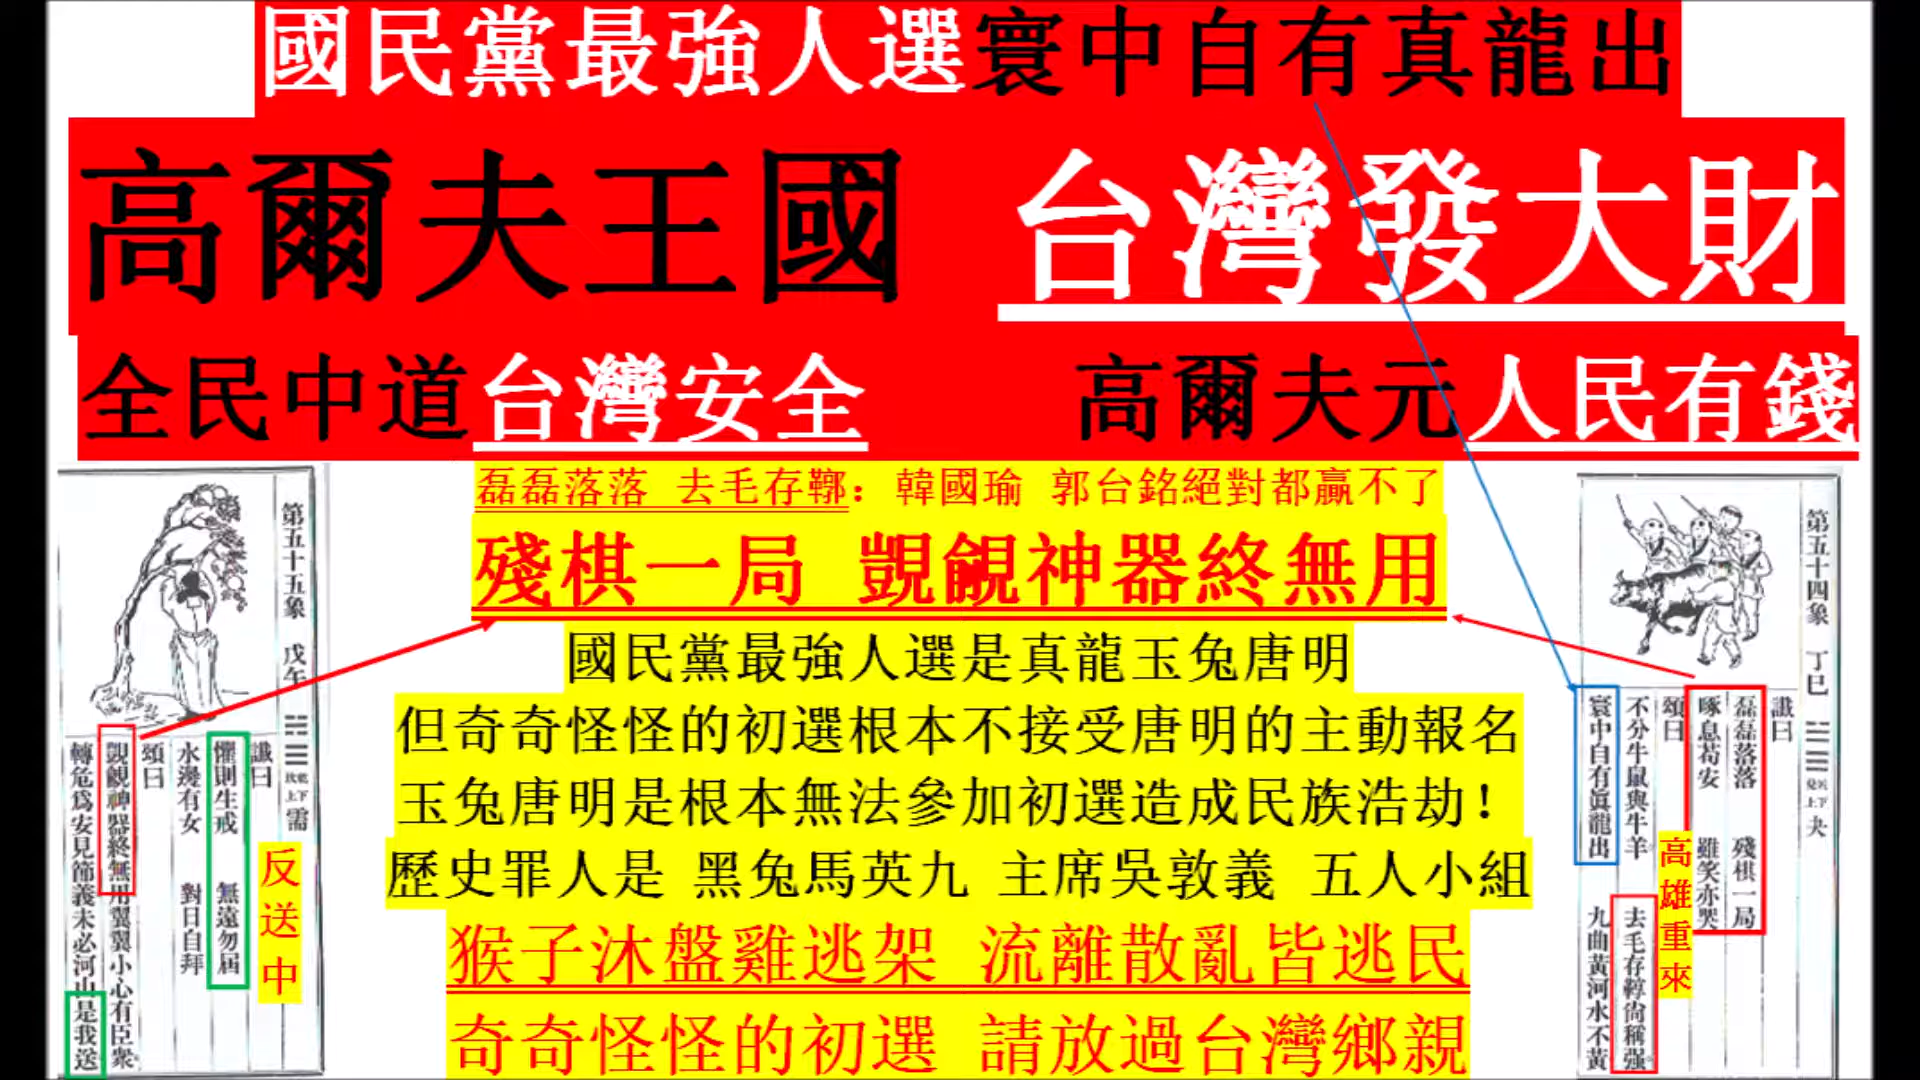 國民黨最強人選寰中自有真龍出
高爾夫王國 台灣發大財
全民中道台灣安全 高爾夫元人民有錢
磊磊落落 去毛存鞹：韓國瑜 郭台銘絕對都贏不了
殘棋一局 覬覦神器終無用
國民黨最強人選是真龍玉兔唐明
但奇奇怪怪的初選根本不接受唐明的主動報名
玉兔唐明是根本無法參加初選造成民族浩劫！
歷史罪人是 黑兔馬英九 主席吳敦義 五人小組
猴子沐盤雞逃架 流離散亂皆逃民
奇奇怪怪的初選 請放過台灣鄉親
第五十五象 戊午
坎乾
上下 需
讖曰
懼則生戒 無遠勿屆
水邊有女 對日自拜
頌曰
覬覦神器終無用翼翼小心有臣衆
轉危爲安見節義未必河山是我送
反送中
第五十四象 丁巳
兌乾
上下 夬
讖曰
磊磊落落 殘棋一局
啄息苟安 雖笑亦哭
頌曰
不分牛鼠與牛羊 去毛存鞟尙稱强
寰中自有眞龍出 九曲黃河水不黃
高雄重來